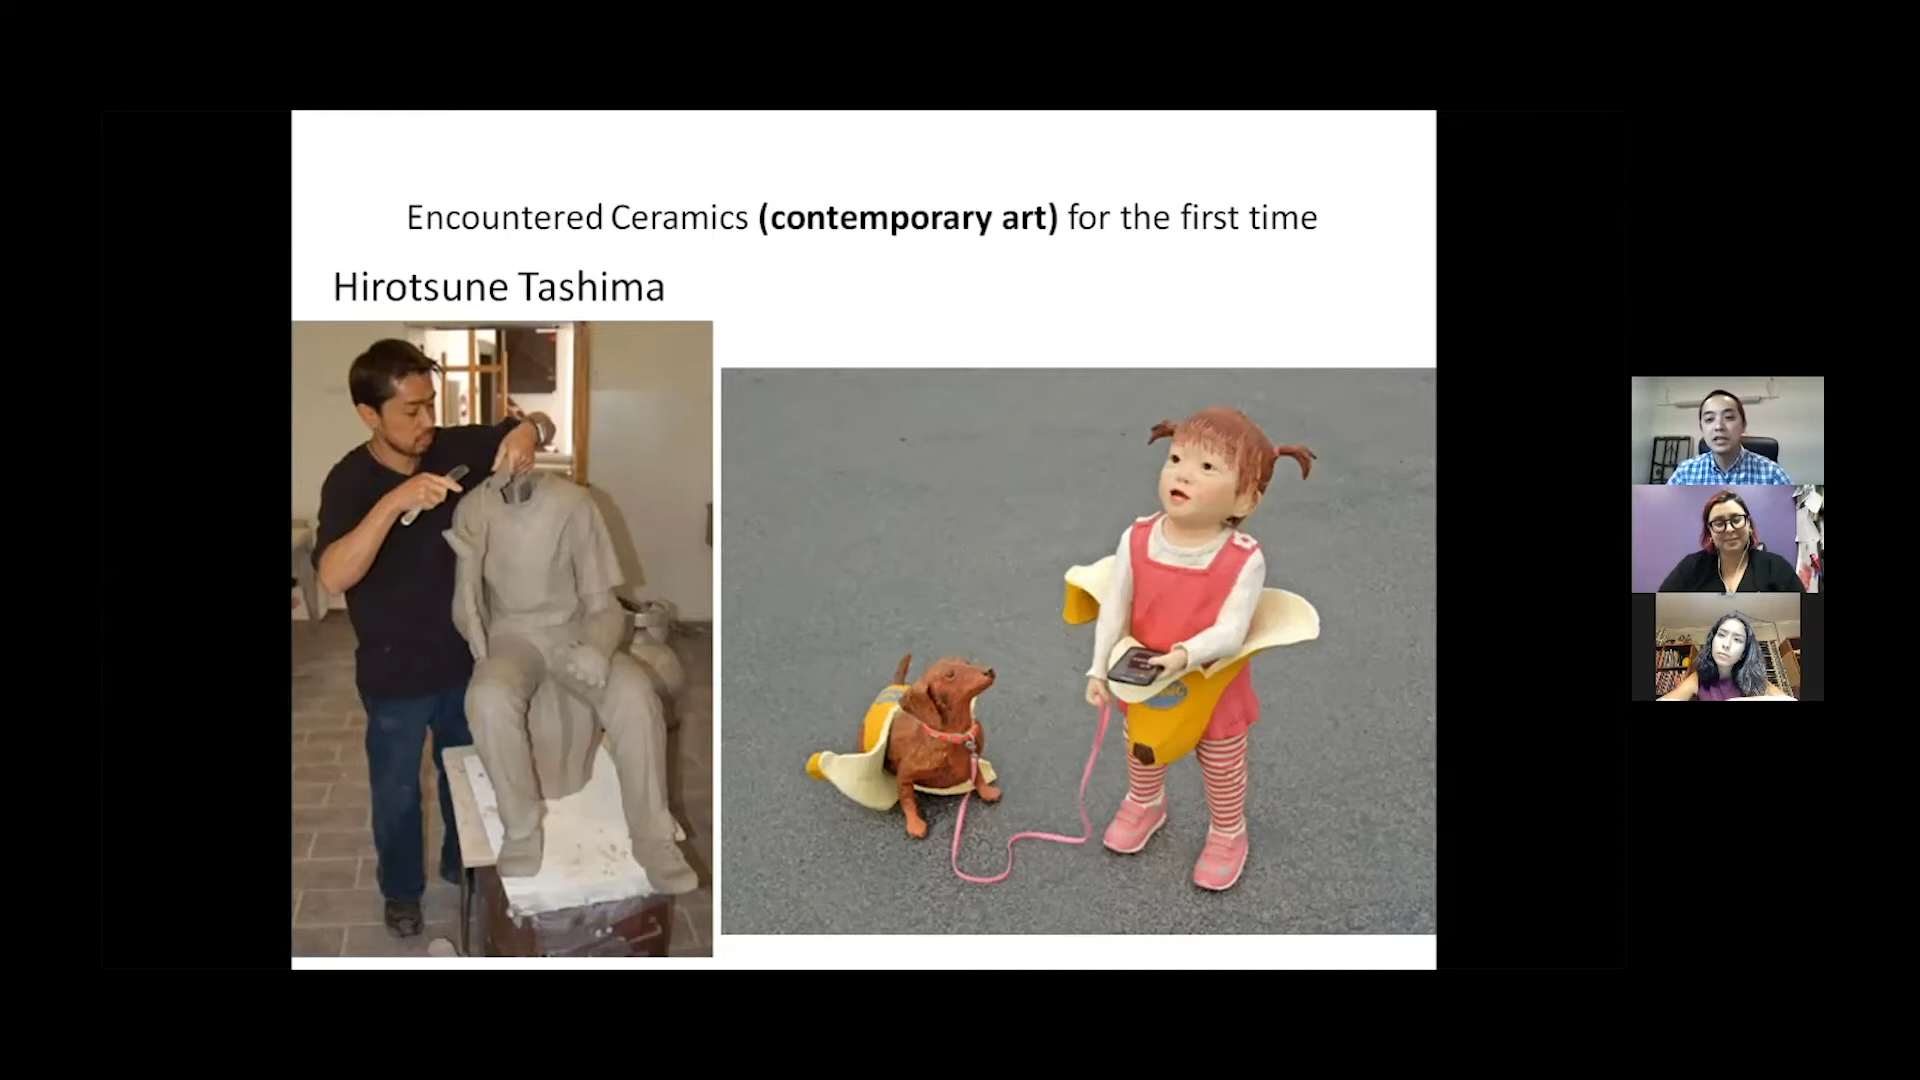 Encountered Ceramics (contemporary art) for the first time
Hirotsune Tashima